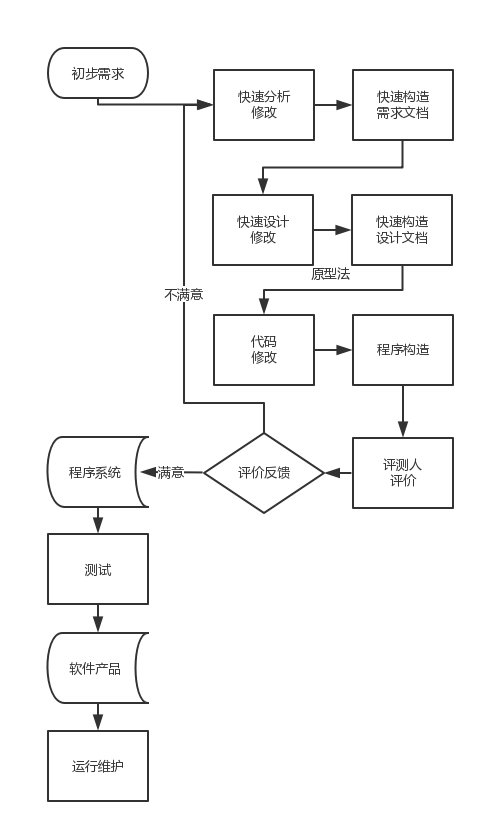 初步需求
快速分析
修改
快速构造
需求文档
快速设计
修改
快速构造
设计文档
原型法
不满意
代码
修改
程序构造
程序系统
满意
评价反馈
评测人
评价
测试
软件产品
运行维护